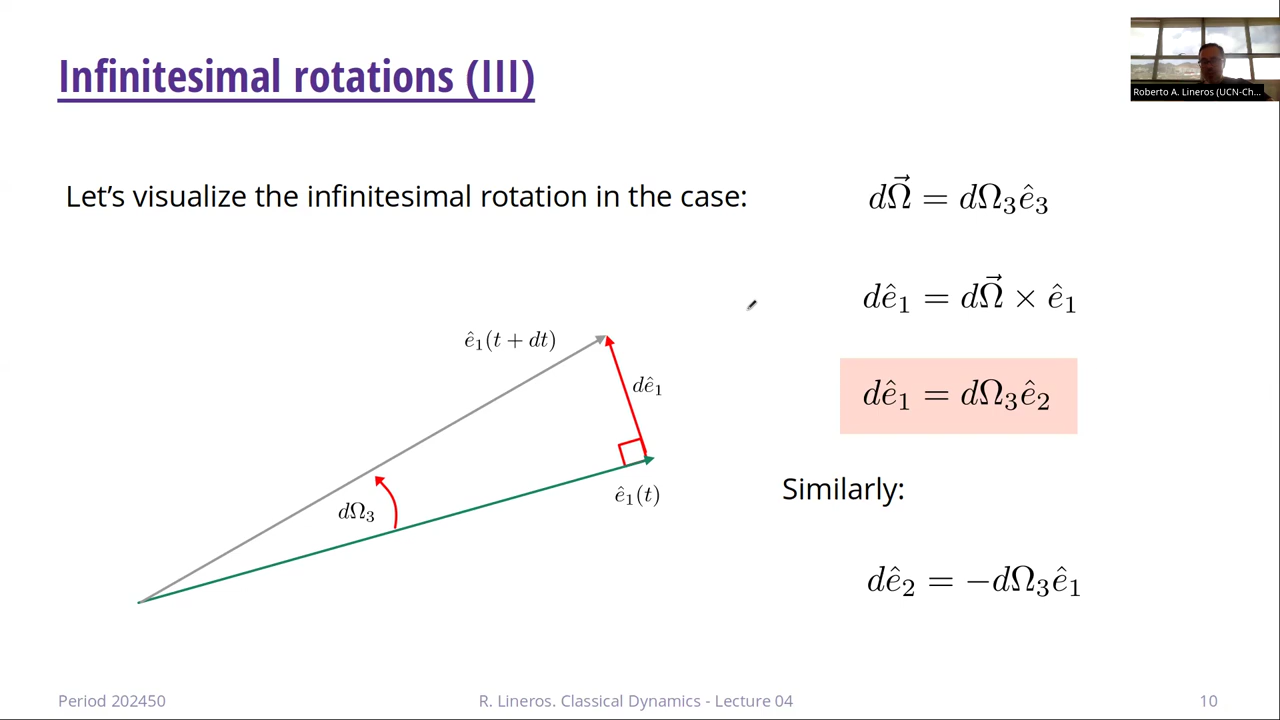 Infinitesimal rotations (III)
Roberto A. Lineros (UCN-Ch...
Let's visualize the infinitesimal rotation in the case:
dΩ⃗ = dΩ₃ê₃
dê₁ = dΩ⃗ × ê₁
dê₁ = dΩ₃ê₂
Similarly:
dê₂ = −dΩ₃ê₁
ê₁(t + dt)
dê₁
ê₁(t)
dΩ₃
Period 202450
R. Lineros. Classical Dynamics - Lecture 04
10